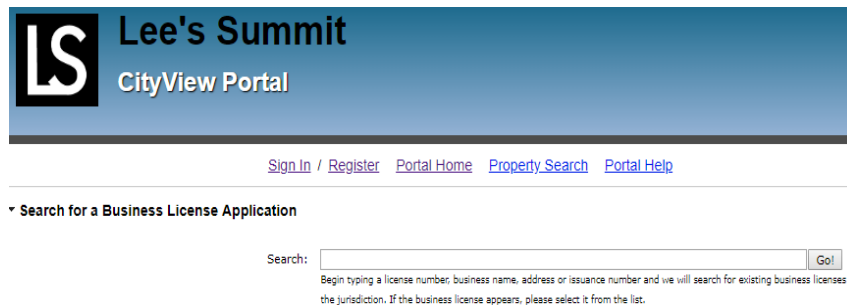 LS
Lee's Summit
CityView Portal
Sign In / Register Portal Home Property Search Portal Help
Search for a Business License Application
Search: Go!
Begin typing a license number, business name, address or issuance number and we will search for existing business licenses
the jurisdiction. If the business license appears, please select it from the list.